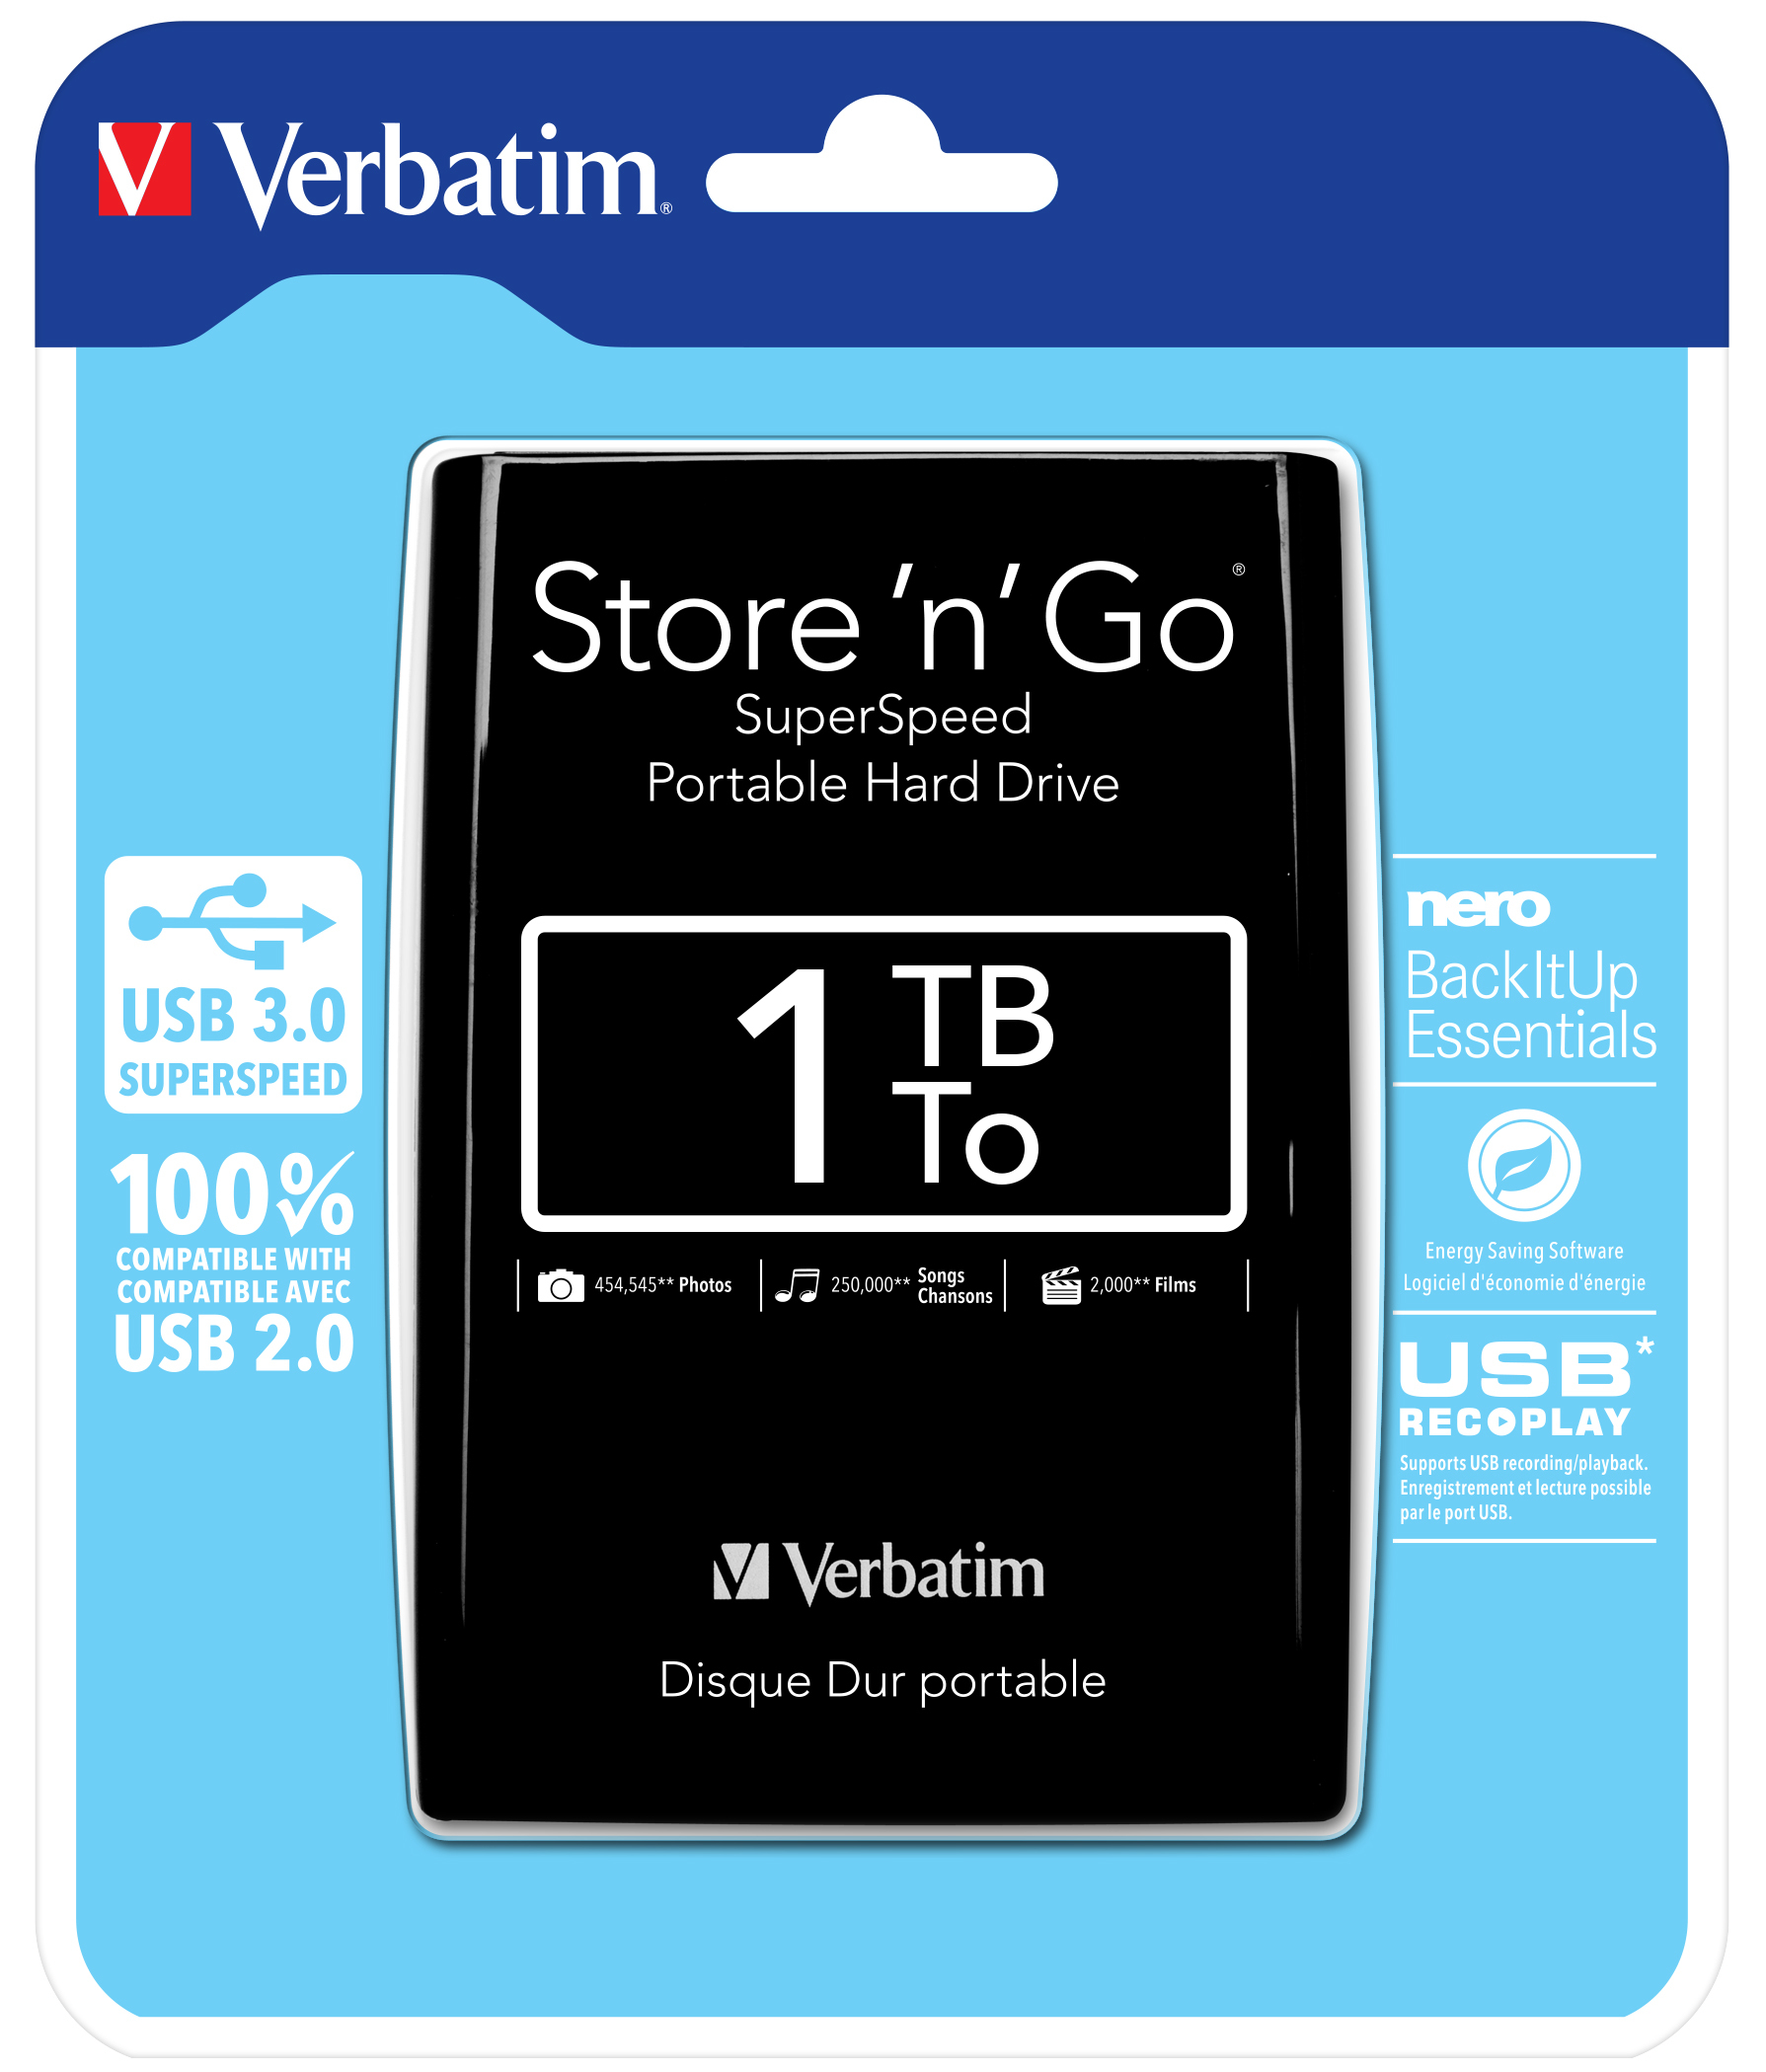 Verbatim®
Store 'n' Go®
SuperSpeed
Portable Hard Drive
USB 3.0
SUPERSPEED
100%
COMPATIBLE WITH
COMPATIBLE AVEC
USB 2.0
1 TB
To
454,545** Photos
250,000** Songs
Chansons
2,000** Films
nero
BackItUp
Essentials
Energy Saving Software
Logiciel d'économie d'énergie
USB*
REC PLAY
Supports USB recording/playback.
Enregistrement et lecture possible
par le port USB.
Verbatim
Disque Dur portable